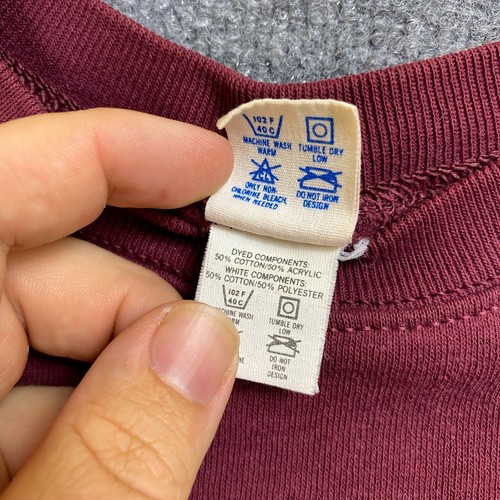 102 F
40 C
MACHINE WASH
WARM
TUMBLE DRY
LOW
ONLY NON-
CHLORINE BLEACH
WHEN NEEDED
DO NOT IRON
DESIGN
DYED COMPONENTS:
50% COTTON/50% ACRYLIC
WHITE COMPONENTS:
50% COTTON/50% POLYESTER
102 F
40 C
MACHINE WASH
WARM
TUMBLE DRY
LOW
DO NOT IRON
DESIGN